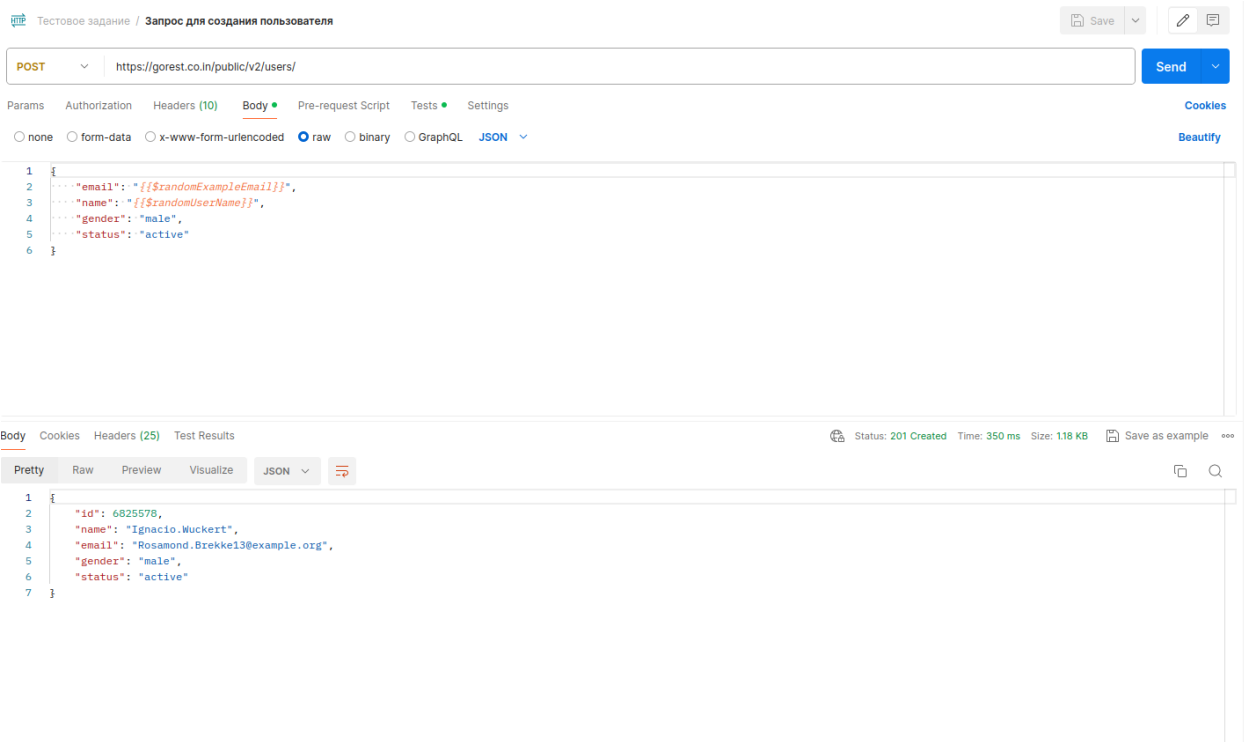 HTTP Тестовое задание / Запрос для создания пользователя Save
POST https://gorest.co.in/public/v2/users/ Send
Params Authorization Headers (10) Body Pre-request Script Tests Settings Cookies
none form-data x-www-form-urlencoded raw binary GraphQL JSON Beautify
1 {
2 ····"email":·"{{$randomExampleEmail}}",
3 ····"name":·"{{$randomUserName}}",
4 ····"gender":·"male",
5 ····"status":·"active"
6 }
Body Cookies Headers (25) Test Results Status: 201 Created Time: 350 ms Size: 1.18 KB Save as example
Pretty Raw Preview Visualize JSON
1 {
2 "id": 6825578,
3 "name": "Ignacio.Wuckert",
4 "email": "Rosamond.Brekke13@example.org",
5 "gender": "male",
6 "status": "active"
7 }